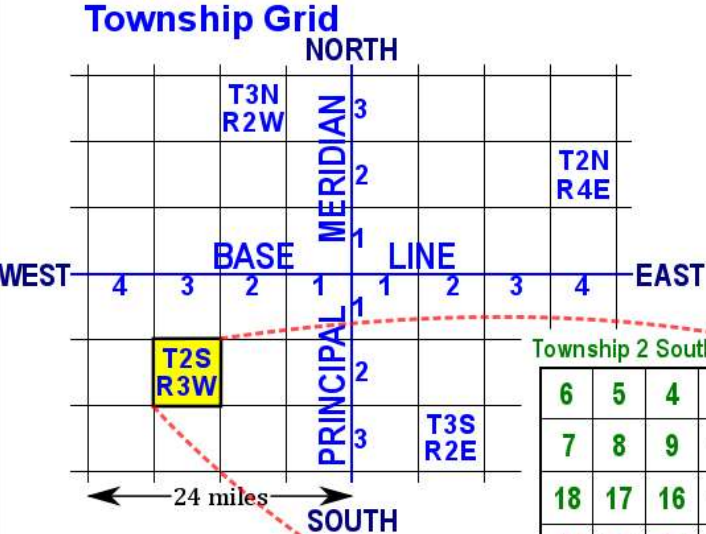 Township Grid
NORTH
T3N
R2W
MERIDIAN
3
T2N
R4E
2
1
BASE LINE
WEST
EAST
4 3 2 1 1 2 3 4
1
PRINCIPAL
T2S
R3W
2
Township 2 South
6 5 4
T3S
R2E
3
7 8 9
24 miles
18 17 16
SOUTH